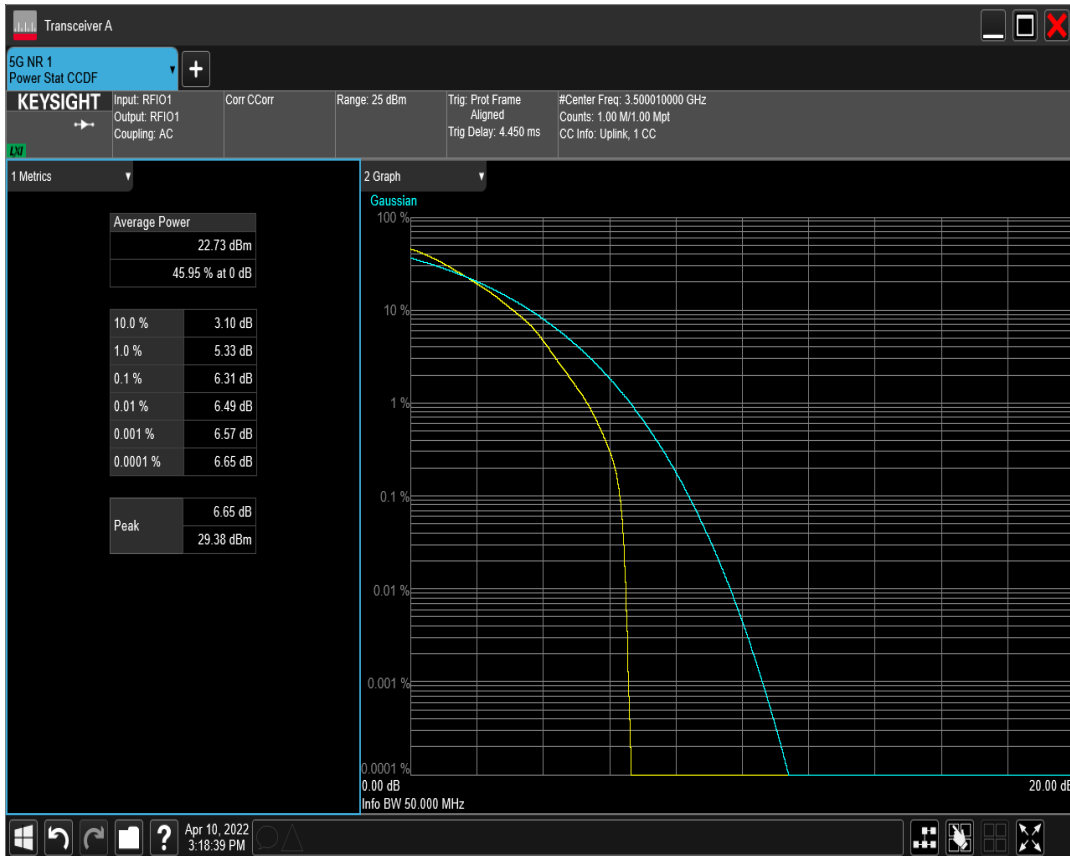 Transceiver A
5G NR 1
Power Stat CCDF
+
KEYSIGHT
LXI
Input: RFIO1
Output: RFIO1
Coupling: AC
Corr CCorr
Range: 25 dBm
Trig: Prot Frame
Aligned
Trig Delay: 4.450 ms
#Center Freq: 3.500010000 GHz
Counts: 1.00 M/1.00 Mpt
CC Info: Uplink, 1 CC
1 Metrics
Average Power
22.73 dBm
45.95 % at 0 dB
10.0 % 3.10 dB
1.0 % 5.33 dB
0.1 % 6.31 dB
0.01 % 6.49 dB
0.001 % 6.57 dB
0.0001 % 6.65 dB
Peak 6.65 dB
29.38 dBm
2 Graph
Gaussian
100 %
10 %
1 %
0.1 %
0.01 %
0.001 %
0.0001 %
0.00 dB 20.00 dB
Info BW 50.000 MHz
?
Apr 10, 2022
3:18:39 PM